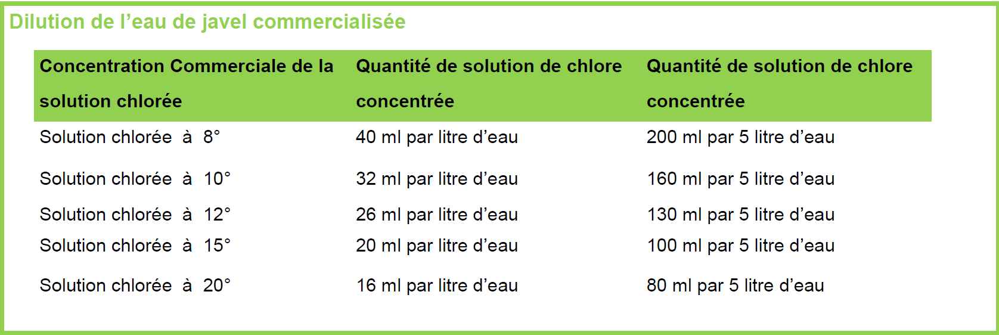 Dilution de l’eau de javel commercialisée
Concentration Commerciale de la Quantité de solution de chlore Quantité de solution de chlore
solution chlorée concentrée concentrée
Solution chlorée à 8° 40 ml par litre d’eau 200 ml par 5 litre d’eau
Solution chlorée à 10° 32 ml par litre d’eau 160 ml par 5 litre d’eau
Solution chlorée à 12° 26 ml par litre d’eau 130 ml par 5 litre d’eau
Solution chlorée à 15° 20 ml par litre d’eau 100 ml par 5 litre d’eau
Solution chlorée à 20° 16 ml par litre d’eau 80 ml par 5 litre d’eau